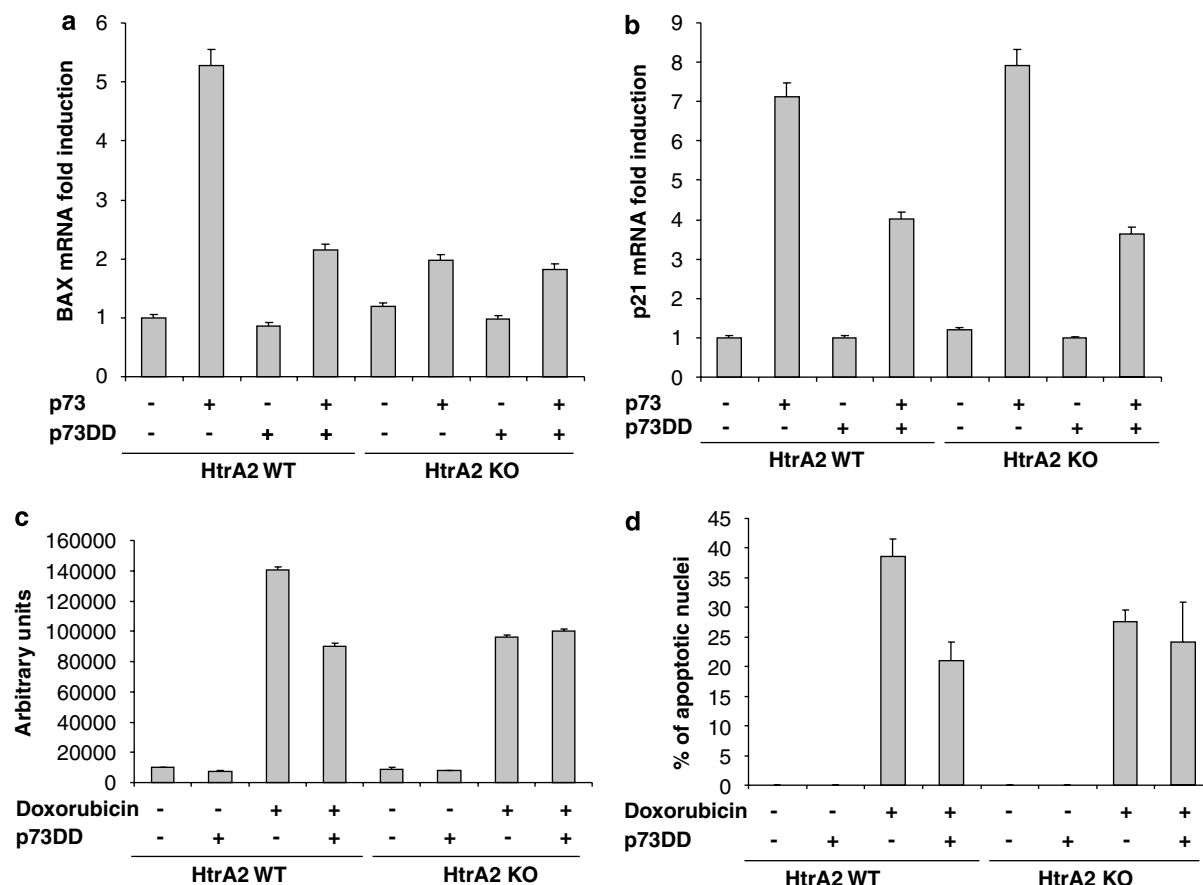 a
BAX mRNA fold induction
6
5
4
3
2
1
0
p73 - + - + - + - +
p73DD - - + + - - + +
HtrA2 WT HtrA2 KO
b
p21 mRNA fold induction
9
8
7
6
5
4
3
2
1
0
p73 - + - + - + - +
p73DD - - + + - - + +
HtrA2 WT HtrA2 KO
c
Arbitrary units
160000
140000
120000
100000
80000
60000
40000
20000
0
Doxorubicin - - + + - - + +
p73DD - + - + - + - +
HtrA2 WT HtrA2 KO
d
% of apoptotic nuclei
45
40
35
30
25
20
15
10
5
0
Doxorubicin - - + + - - + +
p73DD - + - + - + - +
HtrA2 WT HtrA2 KO